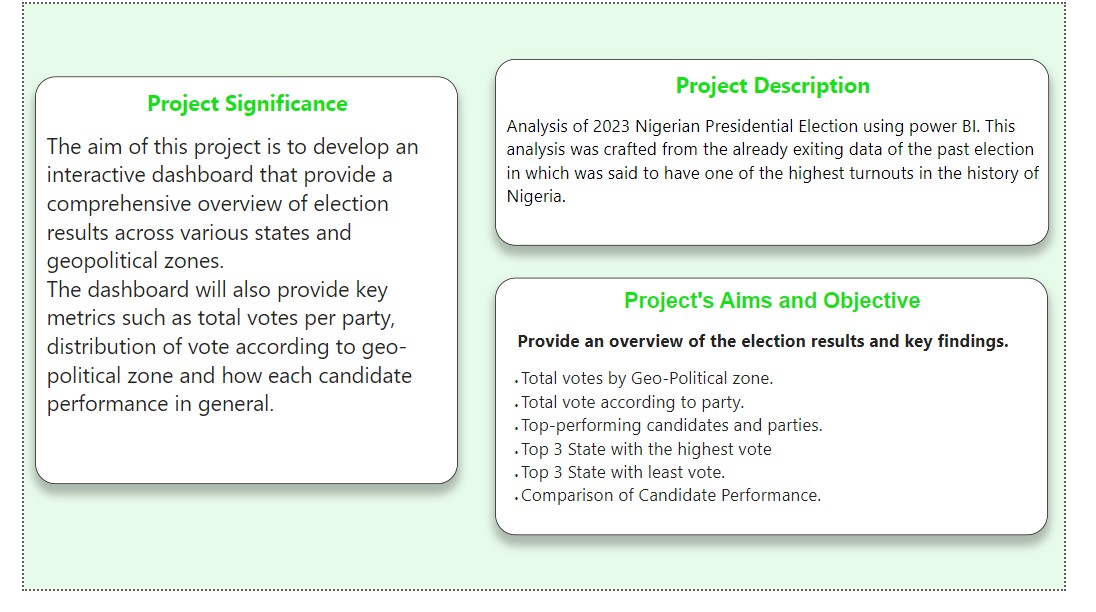 Project Significance
The aim of this project is to develop an
interactive dashboard that provide a
comprehensive overview of election
results across various states and
geopolitical zones.
The dashboard will also provide key
metrics such as total votes per party,
distribution of vote according to geo-
political zone and how each candidate
performance in general.
Project Description
Analysis of 2023 Nigerian Presidential Election using power BI. This
analysis was crafted from the already exiting data of the past election
in which was said to have one of the highest turnouts in the history of
Nigeria.
Project's Aims and Objective
Provide an overview of the election results and key findings.
. Total votes by Geo-Political zone.
. Total vote according to party.
. Top-performing candidates and parties.
. Top 3 State with the highest vote
. Top 3 State with least vote.
. Comparison of Candidate Performance.